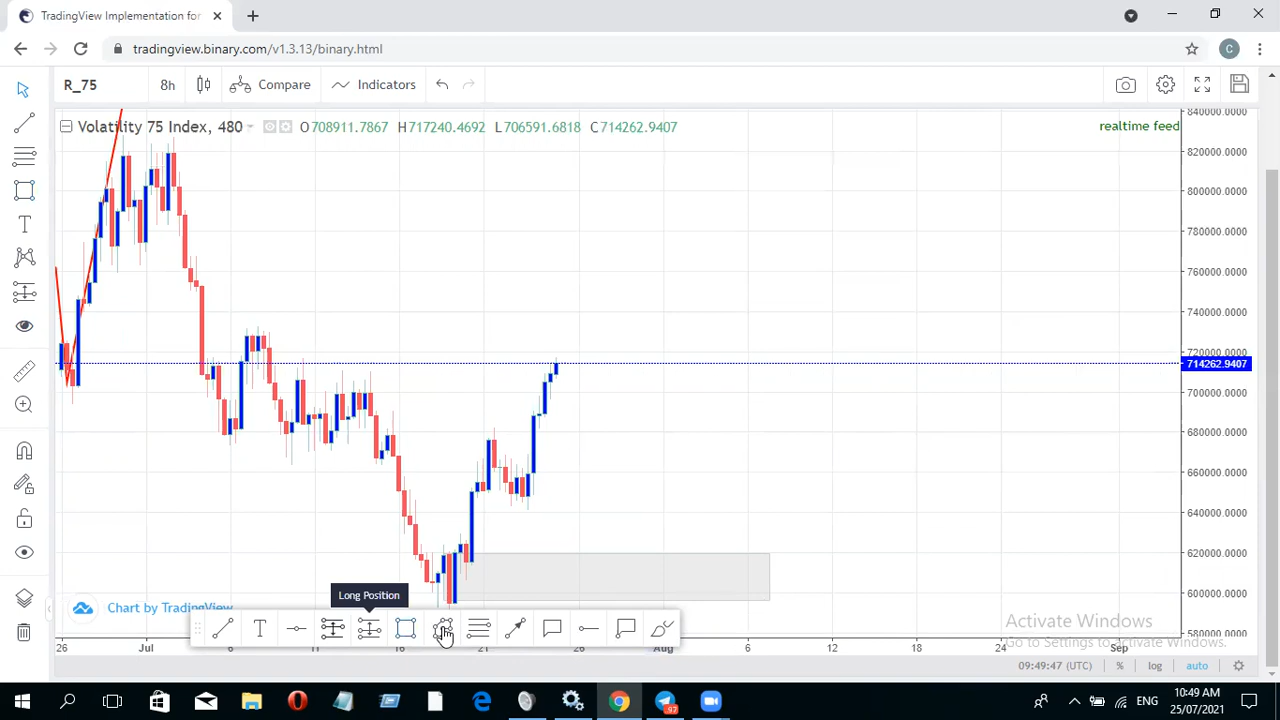 TradingView Implementation for
tradingview.binary.com/v1.3.13/binary.html
C
R_75
8h
Compare
Indicators
Volatility 75 Index, 480
O708911.7867 H717240.4692 L706591.6818 C714262.9407
realtime feed
840000.0000
820000.0000
800000.0000
780000.0000
760000.0000
740000.0000
720000.0000
714262.9407
700000.0000
680000.0000
660000.0000
640000.0000
620000.0000
600000.0000
580000.0000
T
Long Position
Chart by TradingView
T
Activate Windows
Go to Settings to Activate Windows.
26 Jul 6 11 16 21 26 Aug 6 12 18 24 Sep
09:49:47 (UTC) % log auto
97
ENG
10:49 AM
25/07/2021